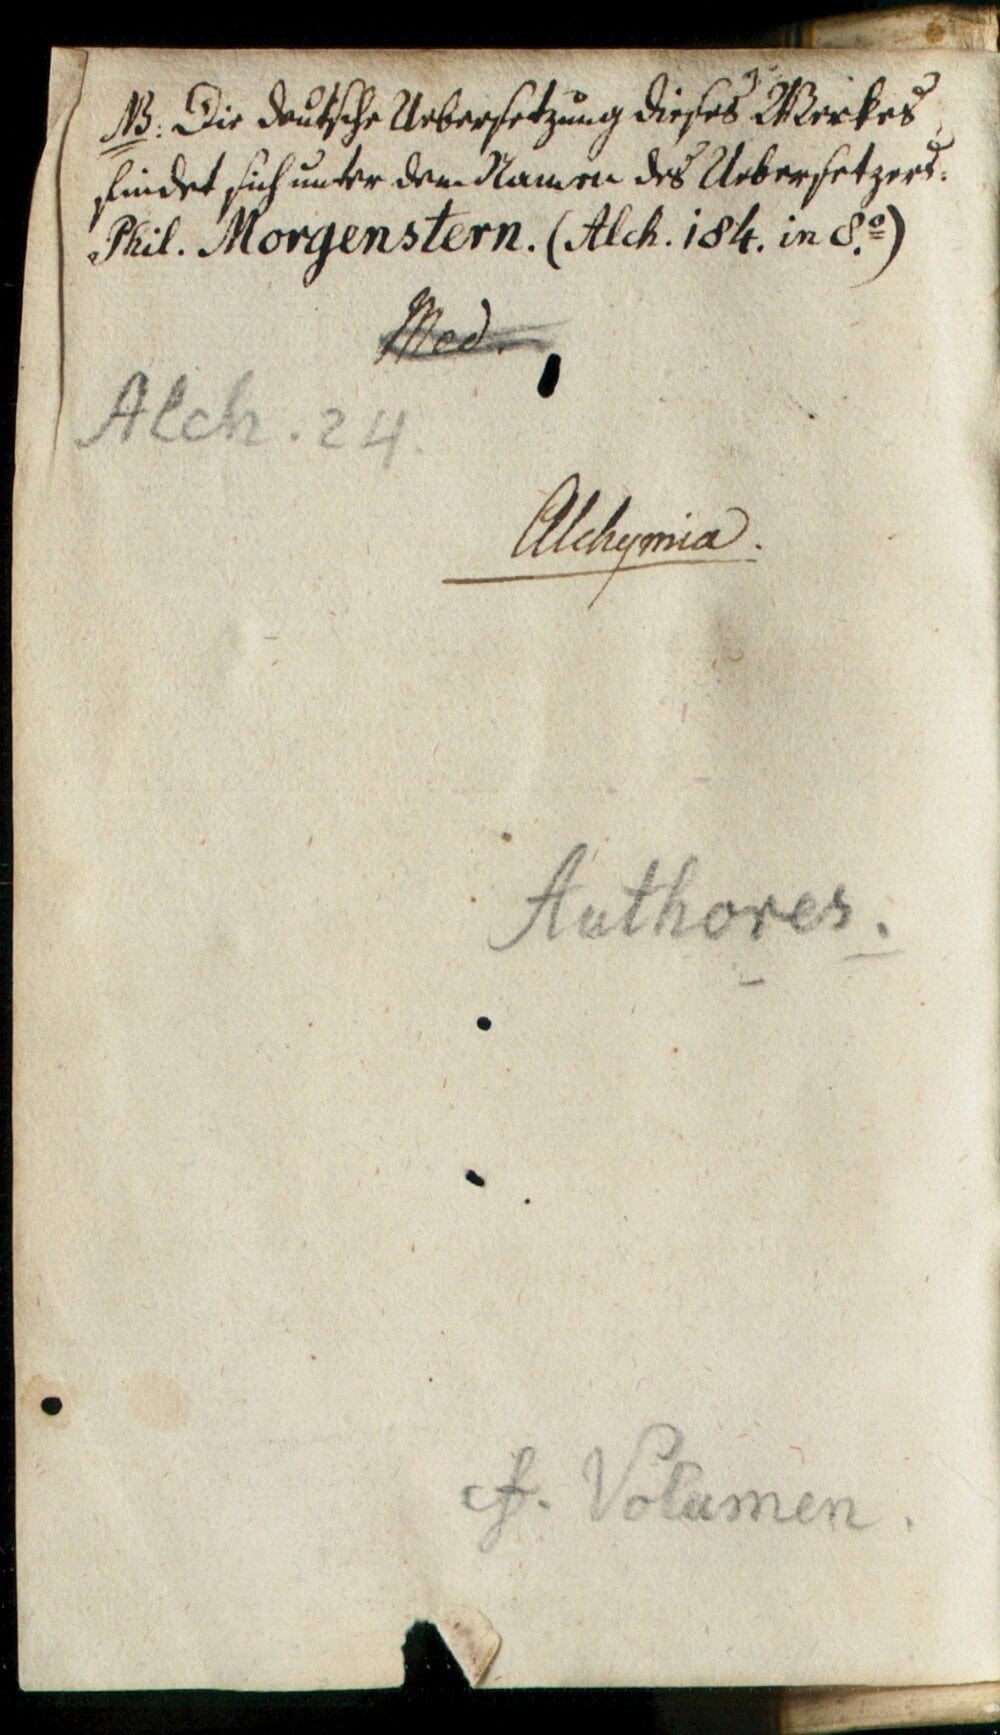 NB: Die deutsche Uebersetzung dieses Werkes
findet sich unter dem Namen des Uebersetzers:
Phil. Morgenstern. (Alch. 184. in 8.º)
Med.
Alch. 24.
Alchymia.
Authores.
cf. Volumen.